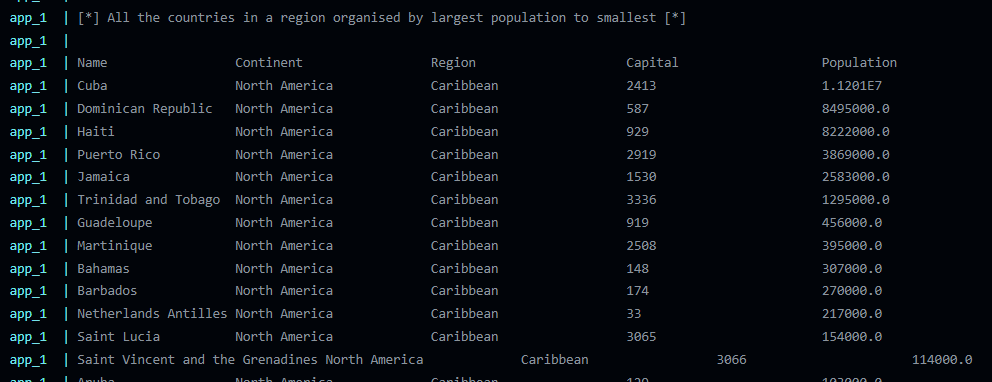 app_1 | [*] All the countries in a region organised by largest population to smallest [*]
app_1 |
app_1 | Name Continent Region Capital Population
app_1 | Cuba North America Caribbean 2413 1.1201E7
app_1 | Dominican Republic North America Caribbean 587 8495000.0
app_1 | Haiti North America Caribbean 929 8222000.0
app_1 | Puerto Rico North America Caribbean 2919 3869000.0
app_1 | Jamaica North America Caribbean 1530 2583000.0
app_1 | Trinidad and Tobago North America Caribbean 3336 1295000.0
app_1 | Guadeloupe North America Caribbean 919 456000.0
app_1 | Martinique North America Caribbean 2508 395000.0
app_1 | Bahamas North America Caribbean 148 307000.0
app_1 | Barbados North America Caribbean 174 270000.0
app_1 | Netherlands Antilles North America Caribbean 33 217000.0
app_1 | Saint Lucia North America Caribbean 3065 154000.0
app_1 | Saint Vincent and the Grenadines North America Caribbean 3066 114000.0
app_1 | Aruba North America Caribbean 129 103000.0